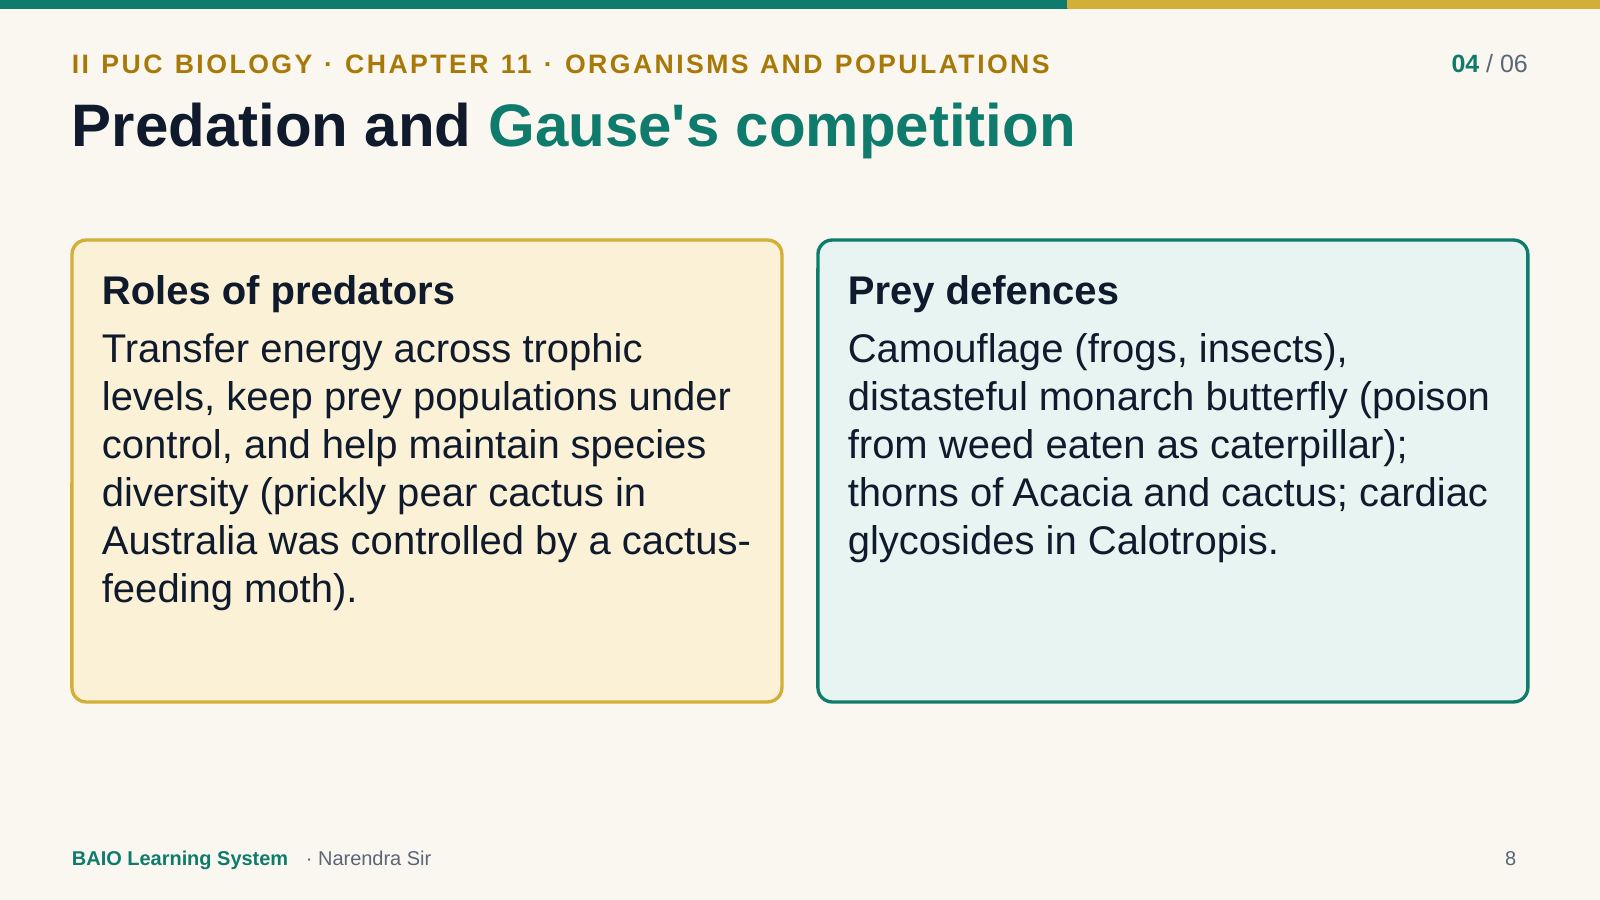 II PUC BIOLOGY · CHAPTER 11 · ORGANISMS AND POPULATIONS
04 / 06
Predation and Gause's competition
Roles of predators
Transfer energy across trophic
levels, keep prey populations under
control, and help maintain species
diversity (prickly pear cactus in
Australia was controlled by a cactus-
feeding moth).
Prey defences
Camouflage (frogs, insects),
distasteful monarch butterfly (poison
from weed eaten as caterpillar);
thorns of Acacia and cactus; cardiac
glycosides in Calotropis.
BAIO Learning System · Narendra Sir
8